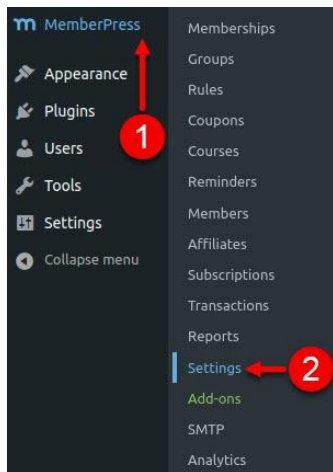 MemberPress
Appearance
Plugins
Users
Tools
Settings
Collapse menu
1
Memberships
Groups
Rules
Coupons
Courses
Reminders
Members
Affiliates
Subscriptions
Transactions
Reports
Settings
2
Add-ons
SMTP
Analytics